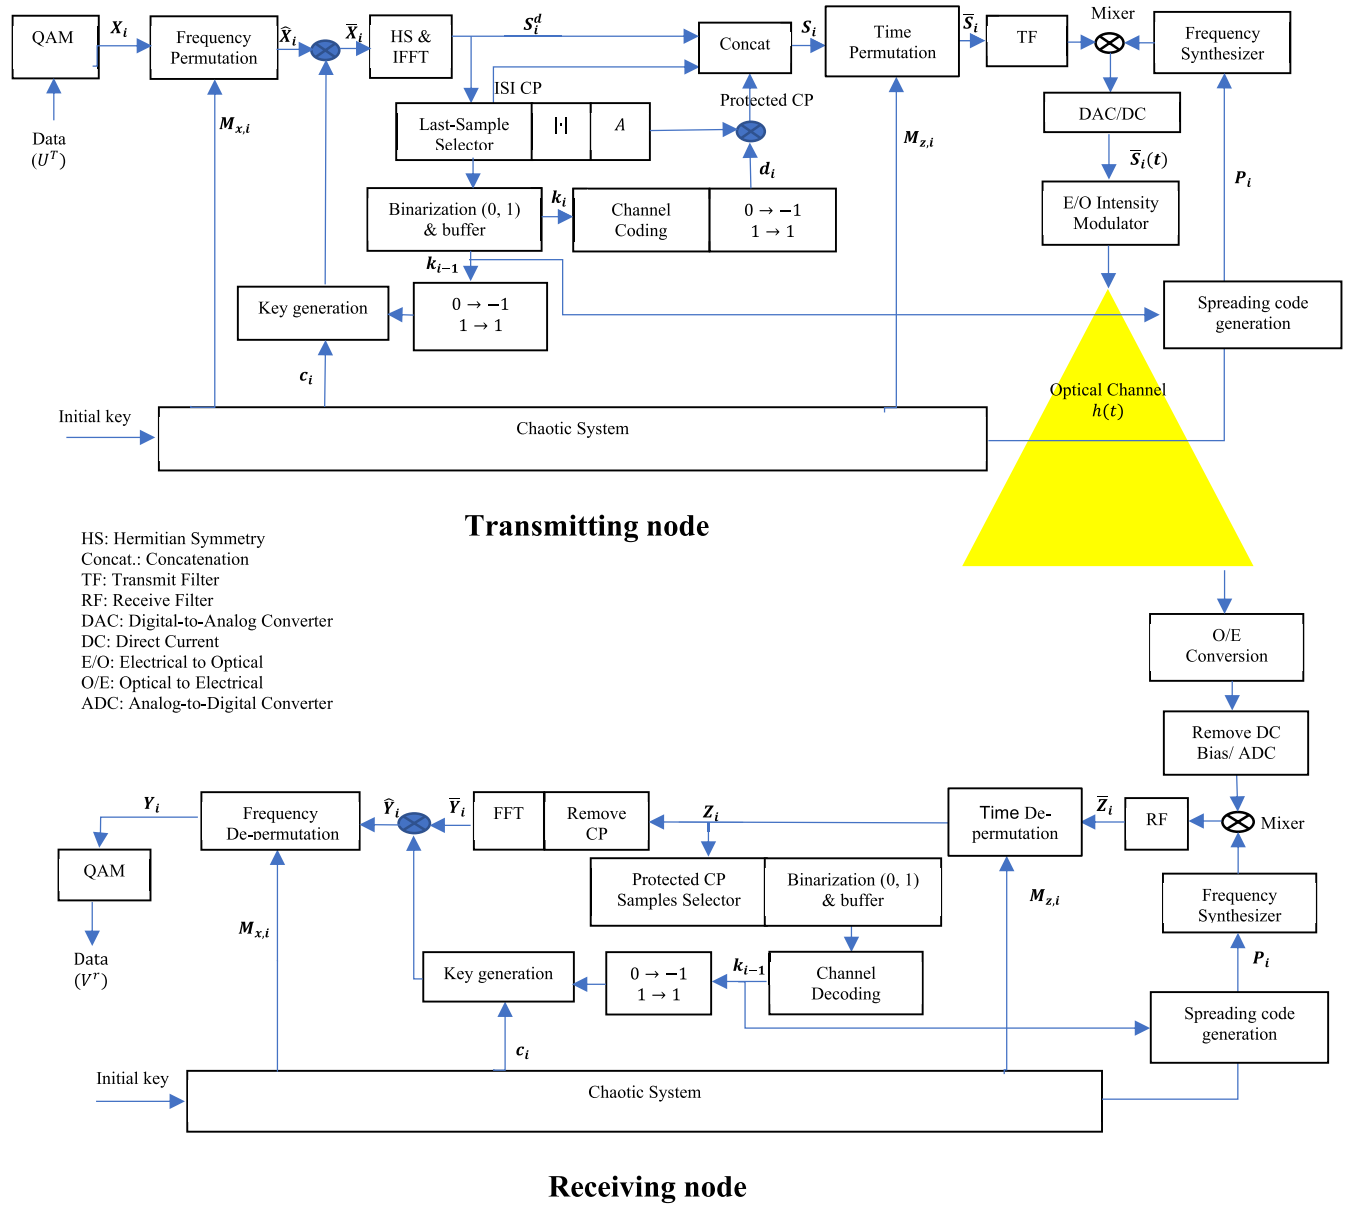 QAM
X_i
Frequency
Permutation
X̂_i
X̅_i
HS &
IFFT
S_i^d
Concat
S_i
Time
Permutation
S̅_i
TF
Mixer
Frequency
Synthesizer
ISI CP
Protected CP
DAC/DC
Data
(U^T)
M_{x,i}
Last-Sample
Selector
|·|
A
M_{z,i}
S̅_i(t)
P_i
d_i
Binarization (0, 1)
& buffer
k_i
Channel
Coding
0 → −1
1 → 1
E/O Intensity
Modulator
k_{i−1}
Key generation
0 → −1
1 → 1
Spreading code
generation
c_i
Optical Channel
h(t)
Initial key
Chaotic System
Transmitting node
HS: Hermitian Symmetry
Concat.: Concatenation
TF: Transmit Filter
RF: Receive Filter
DAC: Digital-to-Analog Converter
DC: Direct Current
E/O: Electrical to Optical
O/E: Optical to Electrical
ADC: Analog-to-Digital Converter
O/E
Conversion
Remove DC
Bias/ ADC
Y_i
Frequency
De-permutation
Ŷ_i
Y̅_i
FFT
Remove
CP
Z_i
Time De-
permutation
Z̅_i
RF
Mixer
QAM
Protected CP
Samples Selector
Binarization (0, 1)
& buffer
Frequency
Synthesizer
M_{x,i}
M_{z,i}
Data
(V^r)
Key generation
0 → −1
1 → 1
k_{i−1}
Channel
Decoding
P_i
Spreading code
generation
c_i
Initial key
Chaotic System
Receiving node